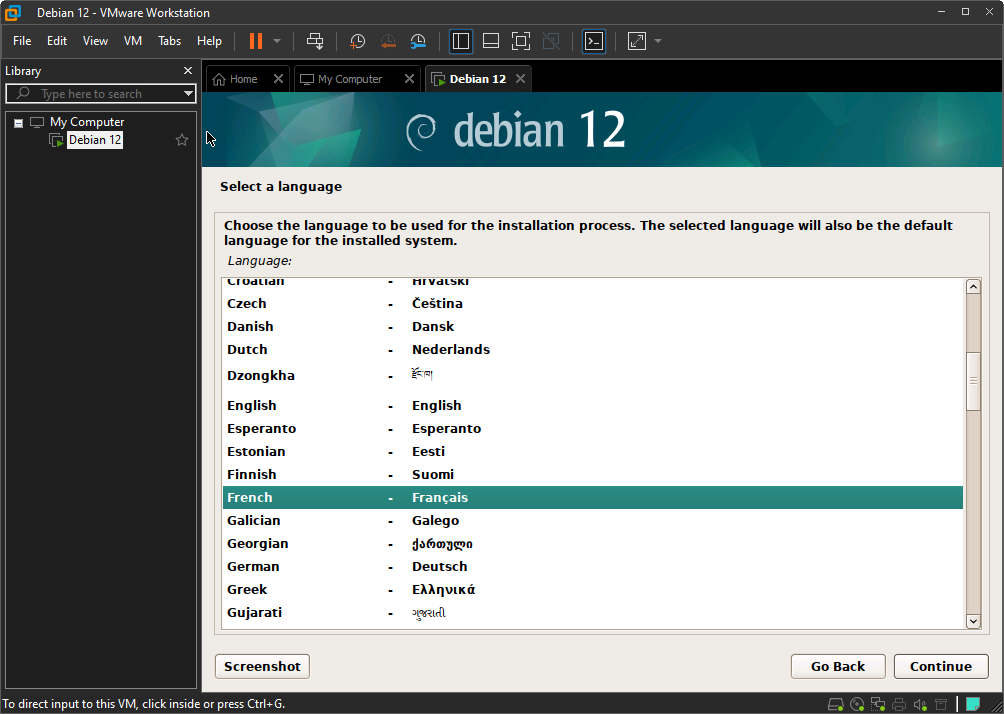 Debian 12 - VMware Workstation
File Edit View VM Tabs Help
Library
Type here to search
My Computer
Debian 12
Home
My Computer
Debian 12
debian 12
Select a language
Choose the language to be used for the installation process. The selected language will also be the default
language for the installed system.
Language:
Croatian - Hrvatski
Czech - Čeština
Danish - Dansk
Dutch - Nederlands
Dzongkha - རྫོང་ཁ།
English - English
Esperanto - Esperanto
Estonian - Eesti
Finnish - Suomi
French - Français
Galician - Galego
Georgian - ქართული
German - Deutsch
Greek - Ελληνικά
Gujarati - ગુજરાતી
Screenshot Go Back Continue
To direct input to this VM, click inside or press Ctrl+G.